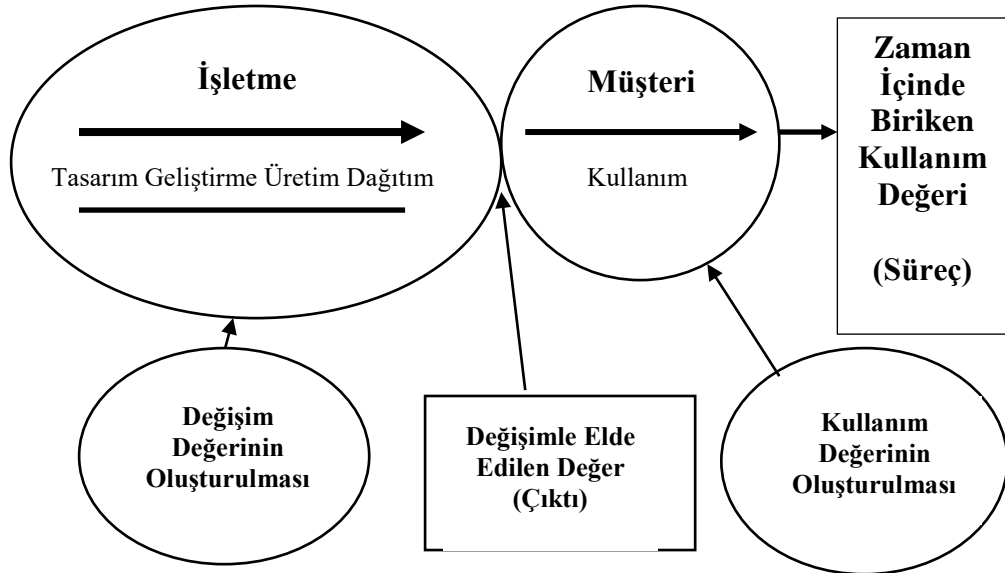 İşletme
Tasarım Geliştirme Üretim Dağıtım
Müşteri
Kullanım
Zaman
İçinde
Biriken
Kullanım
Değeri
(Süreç)
Değişim
Değerinin
Oluşturulması
Değişimle Elde
Edilen Değer
(Çıktı)
Kullanım
Değerinin
Oluşturulması